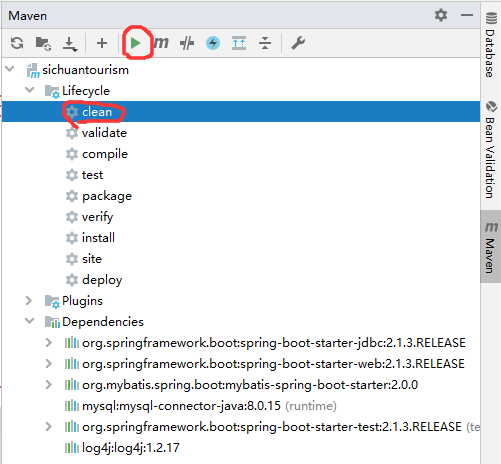 Maven
sichuantourism
Lifecycle
clean
validate
compile
test
package
verify
install
site
deploy
Plugins
Dependencies
org.springframework.boot:spring-boot-starter-jdbc:2.1.3.RELEASE
org.springframework.boot:spring-boot-starter-web:2.1.3.RELEASE
org.mybatis.spring.boot:mybatis-spring-boot-starter:2.0.0
mysql:mysql-connector-java:8.0.15 (runtime)
org.springframework.boot:spring-boot-starter-test:2.1.3.RELEASE (te
log4j:log4j:1.2.17
Database
Bean Validation
m Maven